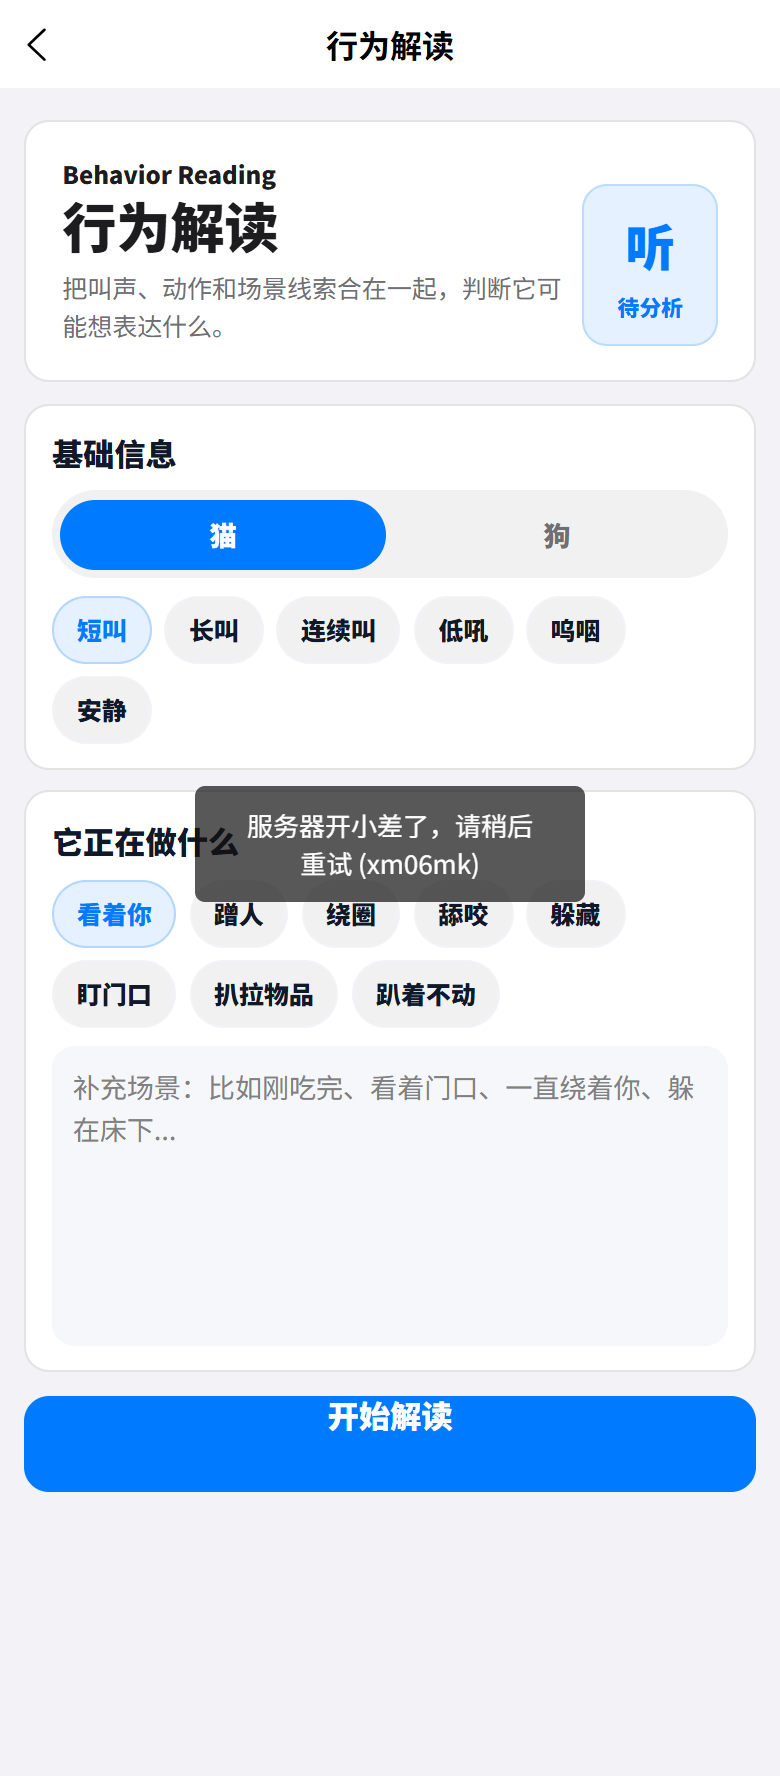 行为解读
Behavior Reading
行为解读
把叫声、动作和场景线索合在一起，判断它可
能想表达什么。
听
待分析
基础信息
猫 狗
短叫 长叫 连续叫 低吼 呜咽
安静
它正在做什么
服务器开小差了，请稍后
重试 (xm06mk)
看着你 蹭人 绕圈 舔咬 躲藏
盯门口 扒拉物品 趴着不动
补充场景：比如刚吃完、看着门口、一直绕着你、躲
在床下...
开始解读